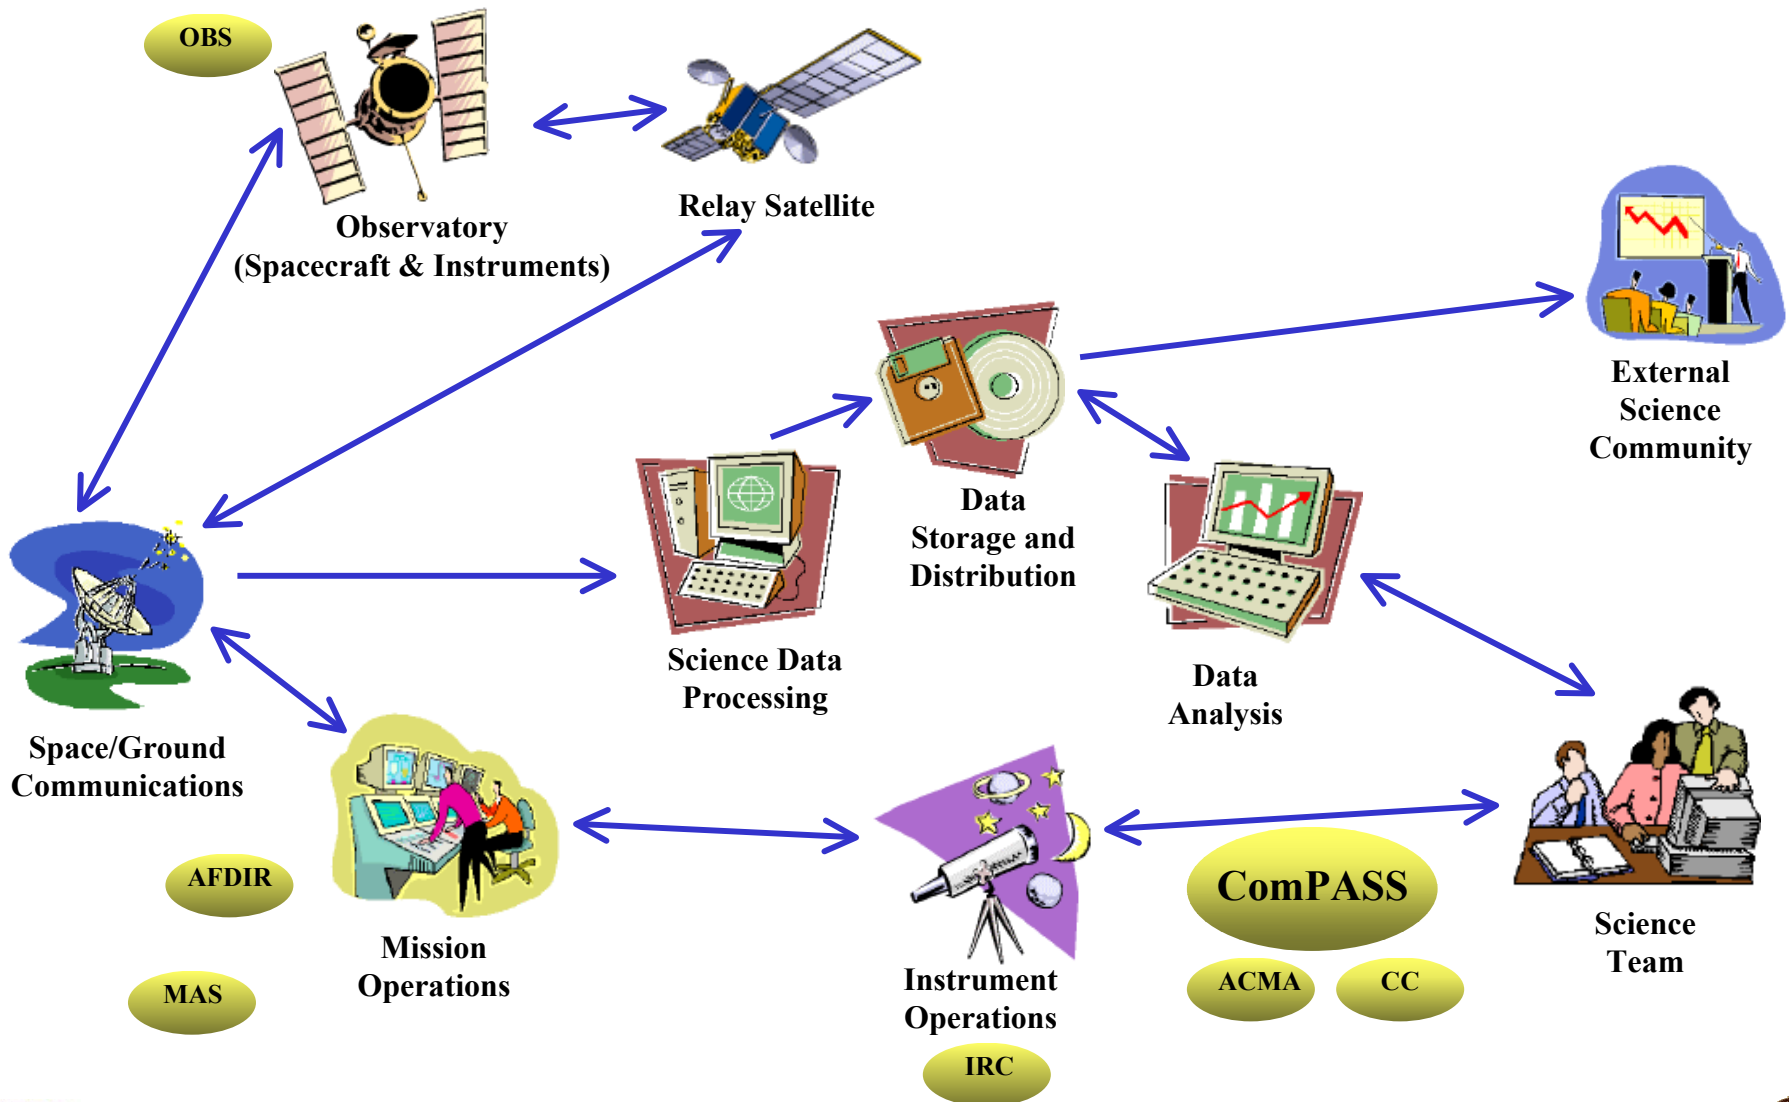 OBS
Observatory
(Spacecraft & Instruments)
Relay Satellite
External
Science
Community
Data
Storage and
Distribution
Science Data
Processing
Data
Analysis
Space/Ground
Communications
AFDIR
MAS
Mission
Operations
Instrument
Operations
IRC
ComPASS
ACMA
CC
Science
Team